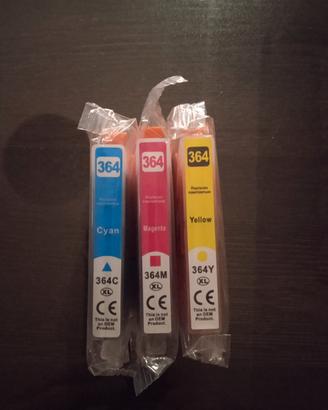 364
Cyan
364C
XL
CE
This is not
an OEM
Product.
364
Magenta
364M
XL
CE
This is not
an OEM
Product.
364
Yellow
364Y
XL
CE
This is not
an OEM
Product.